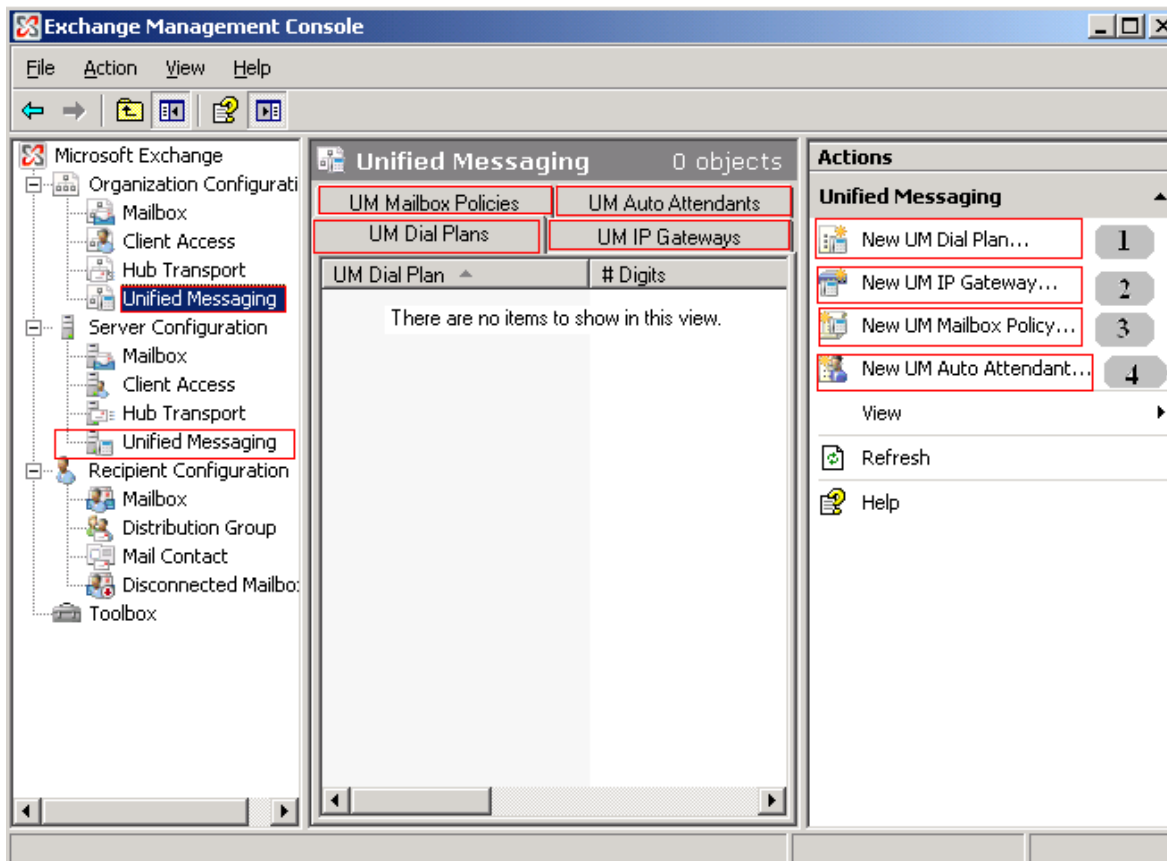 Exchange Management Console
File Action View Help
Microsoft Exchange
Organization Configurati
Mailbox
Client Access
Hub Transport
Unified Messaging
Server Configuration
Mailbox
Client Access
Hub Transport
Unified Messaging
Recipient Configuration
Mailbox
Distribution Group
Mail Contact
Disconnected Mailbo
Toolbox
Unified Messaging 0 objects
UM Mailbox Policies UM Auto Attendants
UM Dial Plans UM IP Gateways
UM Dial Plan # Digits
There are no items to show in this view.
Actions
Unified Messaging
New UM Dial Plan... 1
New UM IP Gateway... 2
New UM Mailbox Policy... 3
New UM Auto Attendant... 4
View
Refresh
Help